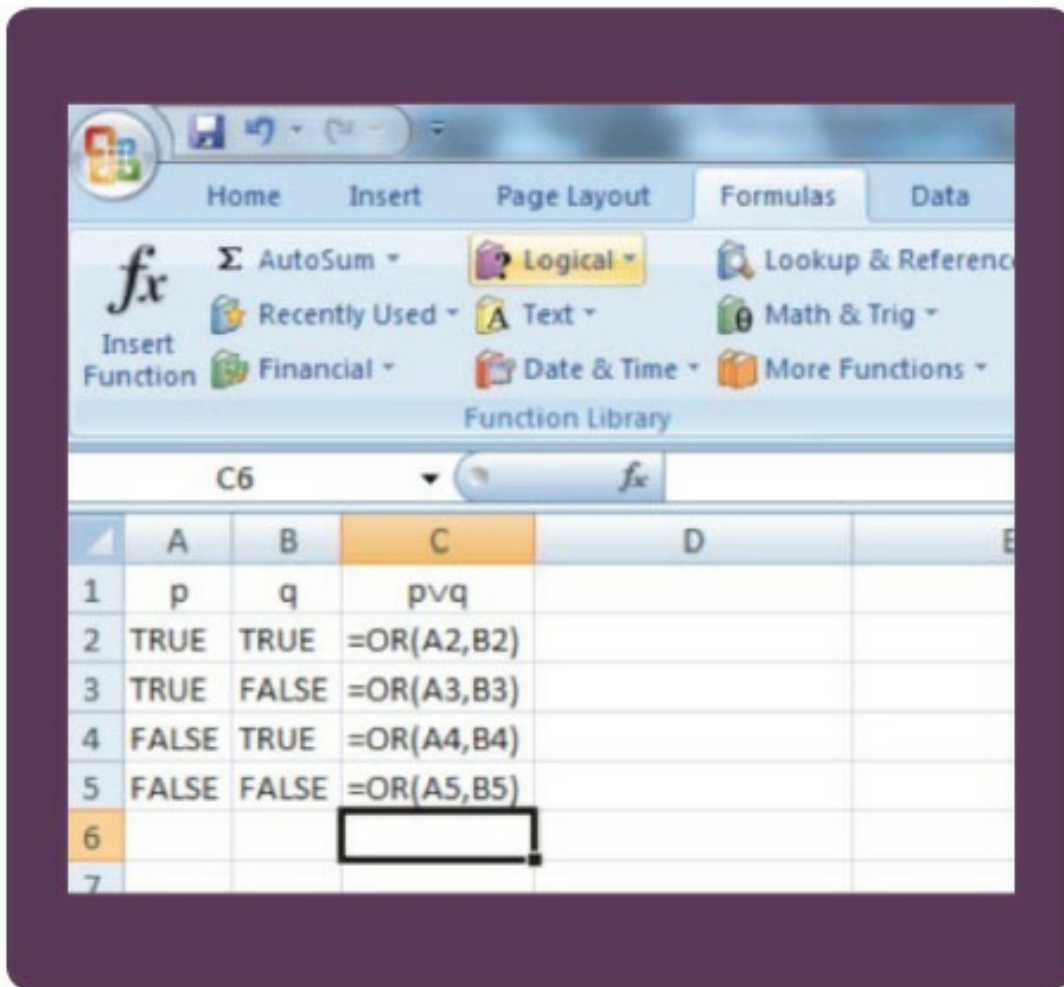 Home Insert Page Layout Formulas Data
fx Σ AutoSum Logical Lookup & Referenc
Recently Used A Text θ Math & Trig
Insert Function Financial Date & Time More Functions
Function Library
C6 fx
A B C D E
1 p q p∨q
2 TRUE TRUE =OR(A2,B2)
3 TRUE FALSE =OR(A3,B3)
4 FALSE TRUE =OR(A4,B4)
5 FALSE FALSE =OR(A5,B5)
6
7